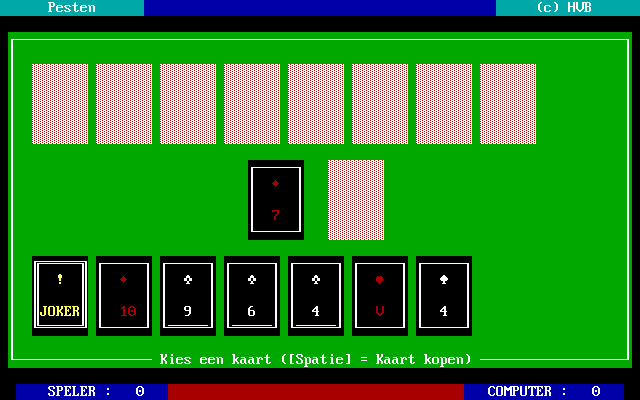 Pesten (c) HVB
7
JOKER 10 9 6 4 V 4
Kies een kaart ([Spatie] = Kaart kopen)
SPELER : 0 COMPUTER : 0